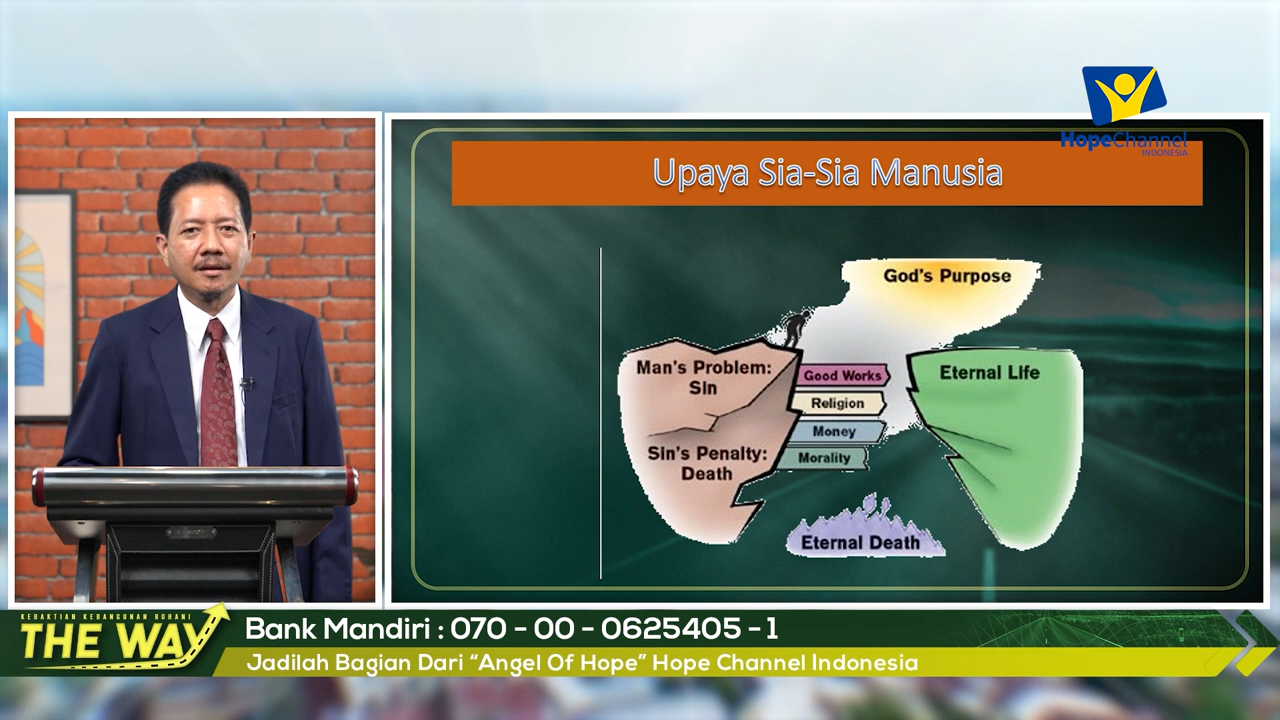 HopeChannel
INDONESIA
Upaya Sia-Sia Manusia
God's Purpose
Man's Problem:
Sin
Good Works
Eternal Life
Religion
Money
Sin's Penalty:
Death
Morality
Eternal Death
KEBAKTIAN KEBANGUNAN ROHANI
THE WAY
Bank Mandiri : 070 - 00 - 0625405 - 1
Jadilah Bagian Dari “Angel Of Hope” Hope Channel Indonesia